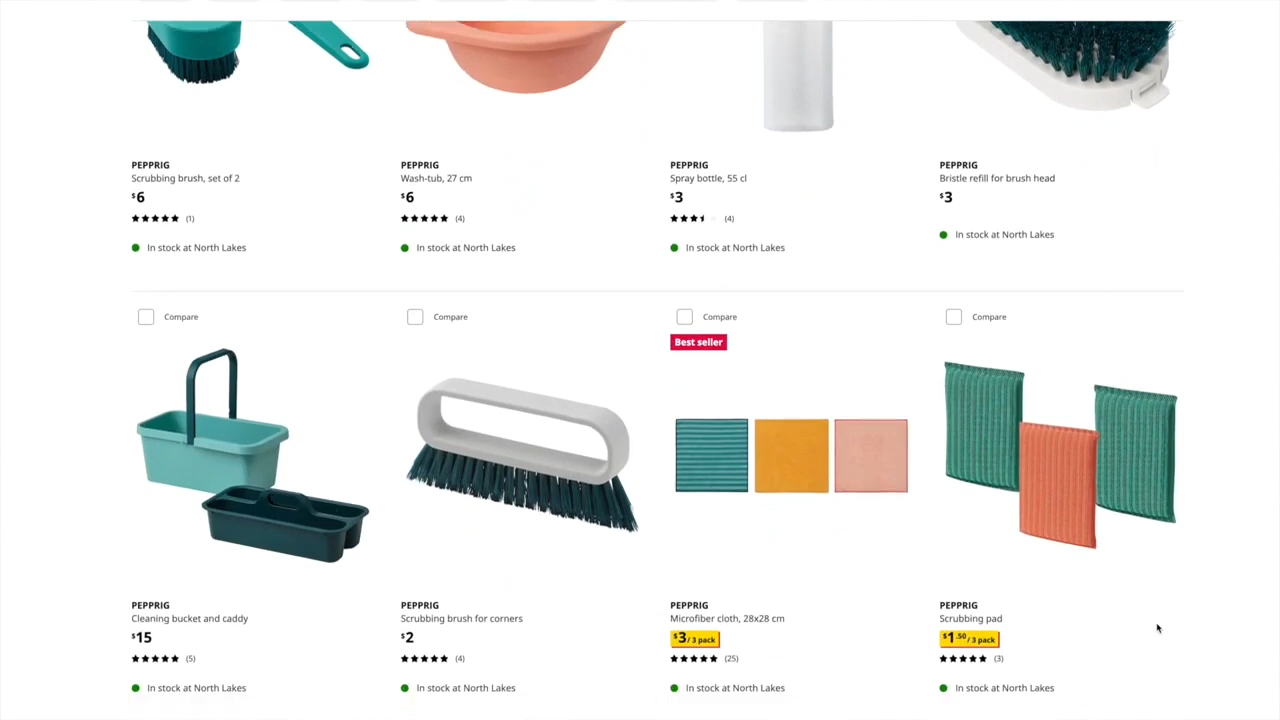 PEPPRIG
Scrubbing brush, set of 2
$6
(1)
In stock at North Lakes
PEPPRIG
Wash-tub, 27 cm
$6
(4)
In stock at North Lakes
PEPPRIG
Spray bottle, 55 cl
$3
(4)
In stock at North Lakes
PEPPRIG
Bristle refill for brush head
$3
In stock at North Lakes
Compare
PEPPRIG
Cleaning bucket and caddy
$15
(5)
In stock at North Lakes
Compare
PEPPRIG
Scrubbing brush for corners
$2
(4)
In stock at North Lakes
Compare
Best seller
PEPPRIG
Microfiber cloth, 28x28 cm
$3/ 3 pack
(25)
In stock at North Lakes
Compare
PEPPRIG
Scrubbing pad
$1.50/ 3 pack
(3)
In stock at North Lakes